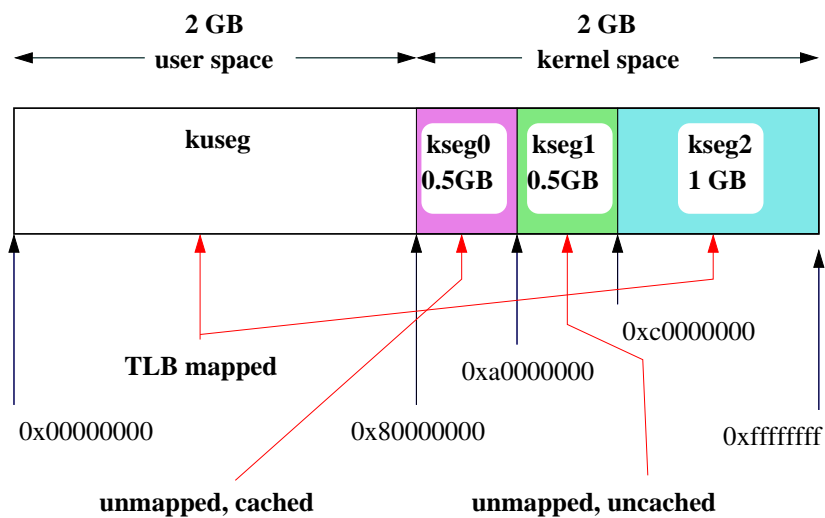 2 GB
user space
2 GB
kernel space
kuseg
kseg0
0.5GB
kseg1
0.5GB
kseg2
1 GB
0xc0000000
TLB mapped
0xa0000000
0x00000000
0x80000000
0xffffffff
unmapped, cached
unmapped, uncached